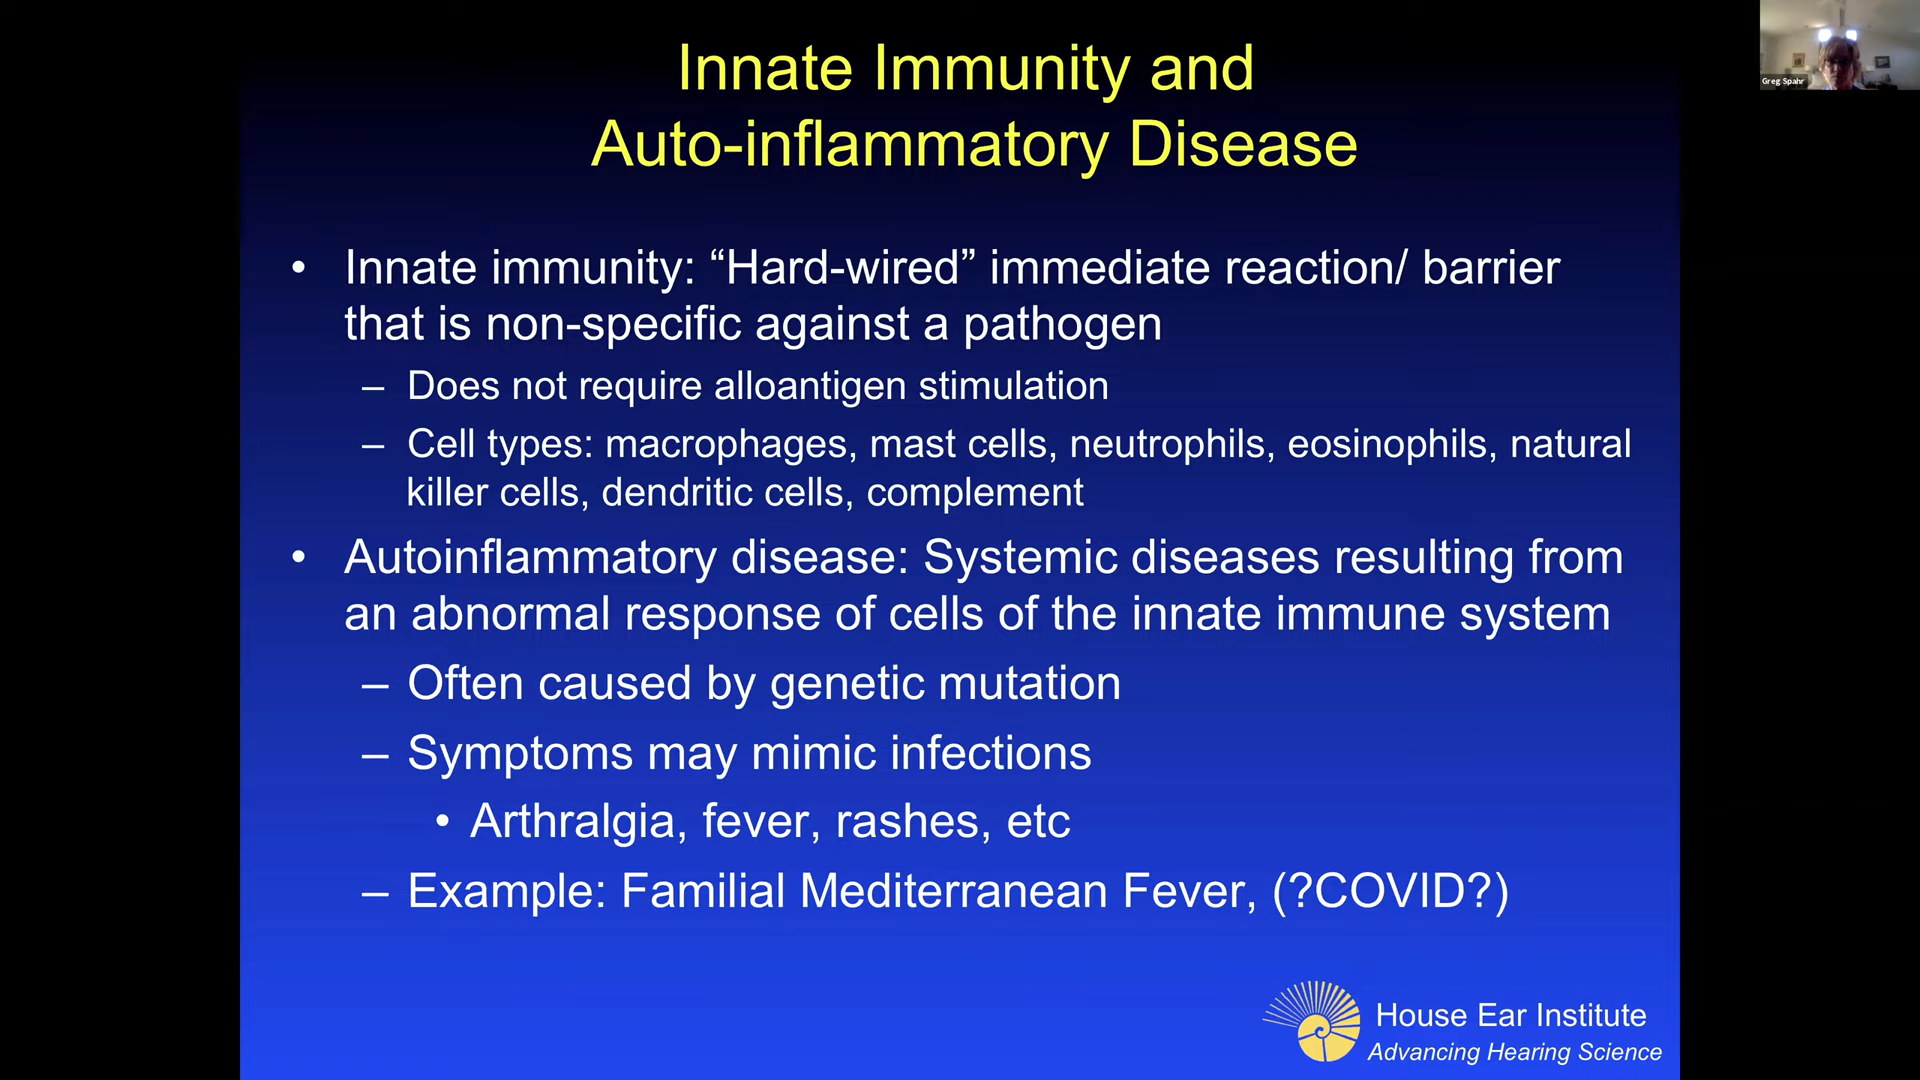 Innate Immunity and
Auto-inflammatory Disease
Greg Spahr
• Innate immunity: “Hard-wired” immediate reaction/ barrier
that is non-specific against a pathogen
– Does not require alloantigen stimulation
– Cell types: macrophages, mast cells, neutrophils, eosinophils, natural
killer cells, dendritic cells, complement
• Autoinflammatory disease: Systemic diseases resulting from
an abnormal response of cells of the innate immune system
– Often caused by genetic mutation
– Symptoms may mimic infections
• Arthralgia, fever, rashes, etc
– Example: Familial Mediterranean Fever, (?COVID?)
House Ear Institute
Advancing Hearing Science